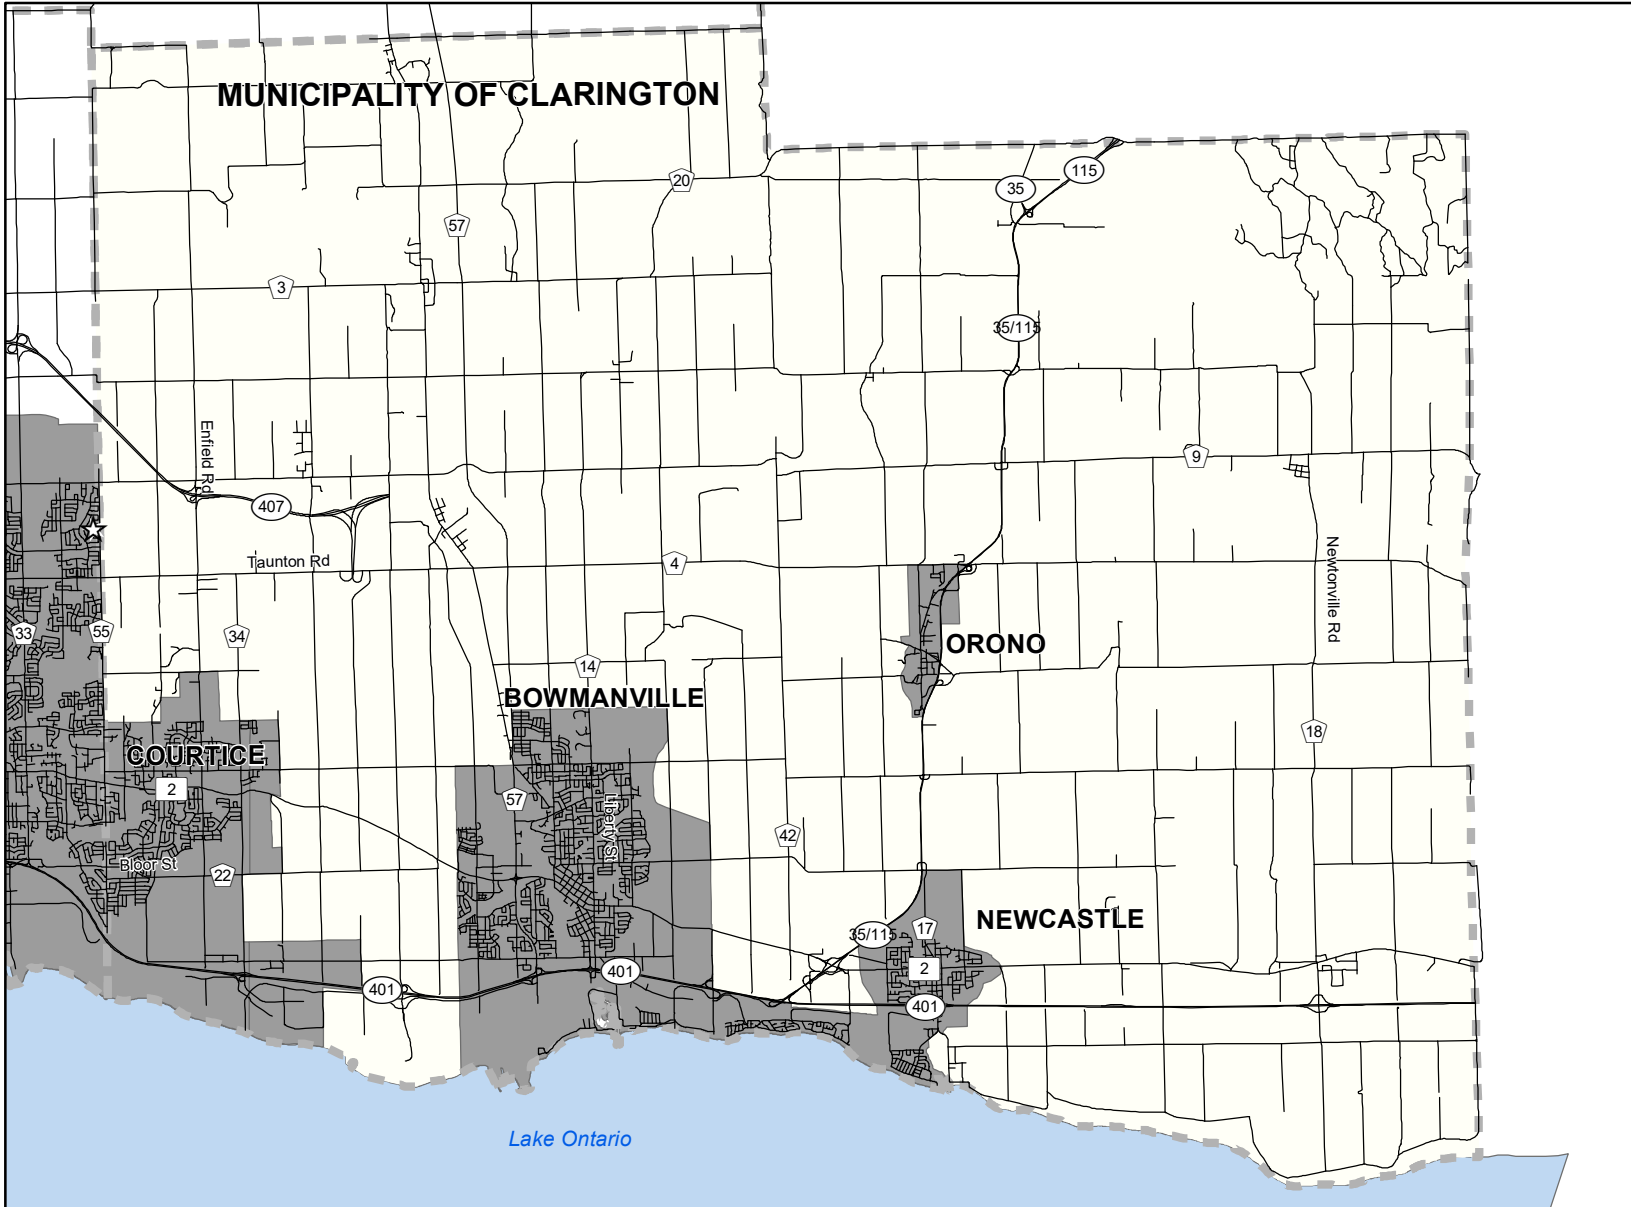 MUNICIPALITY OF CLARINGTON
115
20
35
57
3
35/115
Enfield Rd
9
407
Taunton Rd
4
Newtonville Rd
33
55
34
ORONO
14
BOWMANVILLE
18
COURTICE
2
57
Liberty St
42
Bloor St
22
NEWCASTLE
17
35/115
2
401
401
401
Lake Ontario